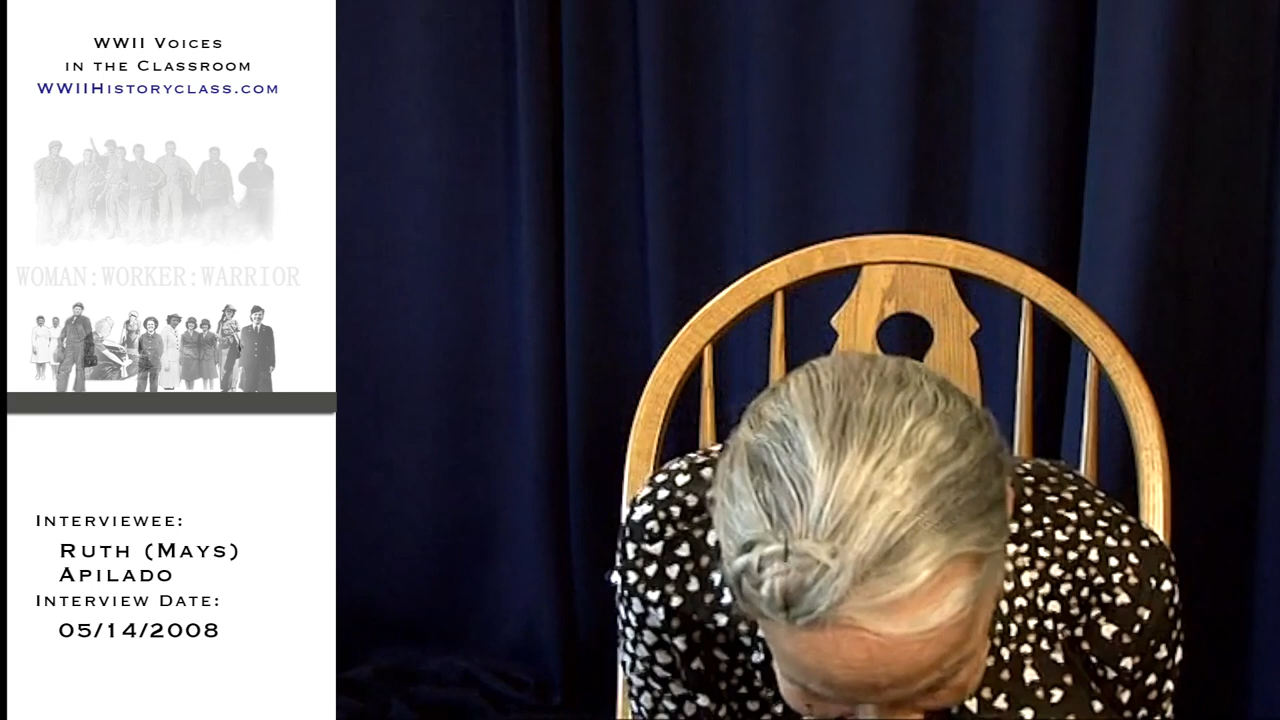 WWII Voices
in the Classroom
WWIIHistoryclass.com
WOMAN:WORKER:WARRIOR
Interviewee:
Ruth (Mays)
Apilado
Interview Date:
05/14/2008